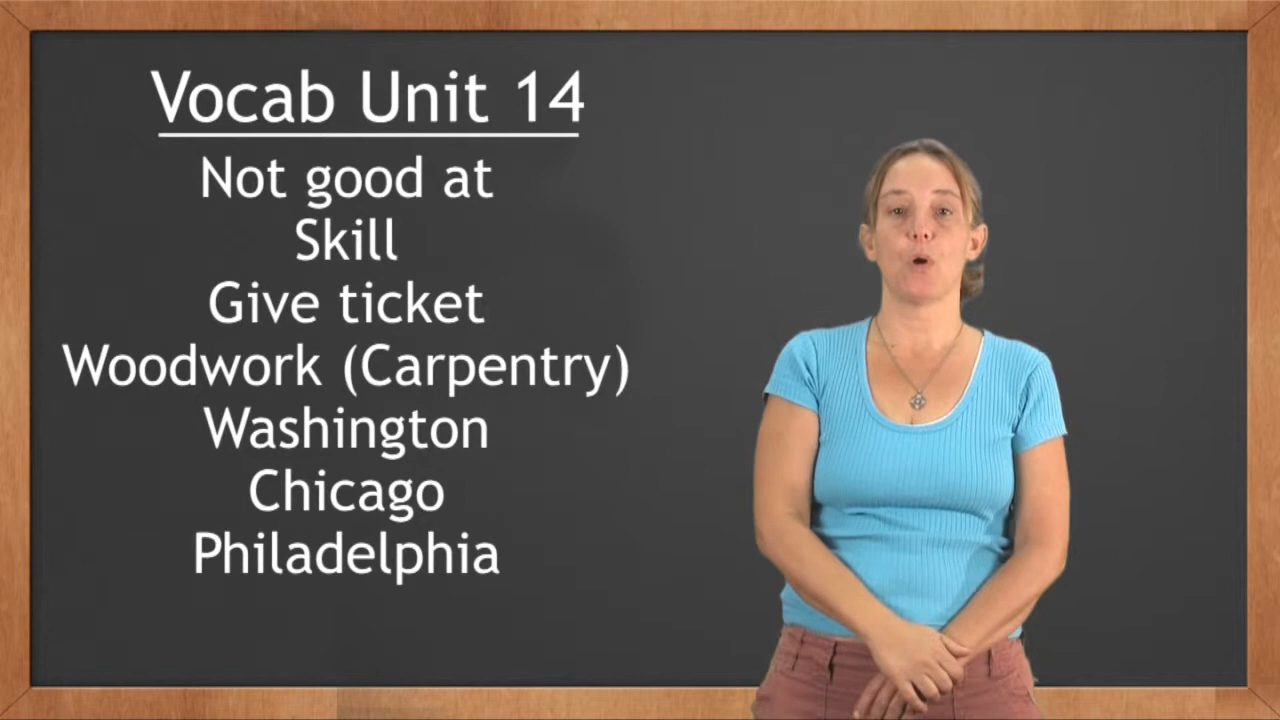 Vocab Unit 14
Not good at
Skill
Give ticket
Woodwork (Carpentry)
Washington
Chicago
Philadelphia